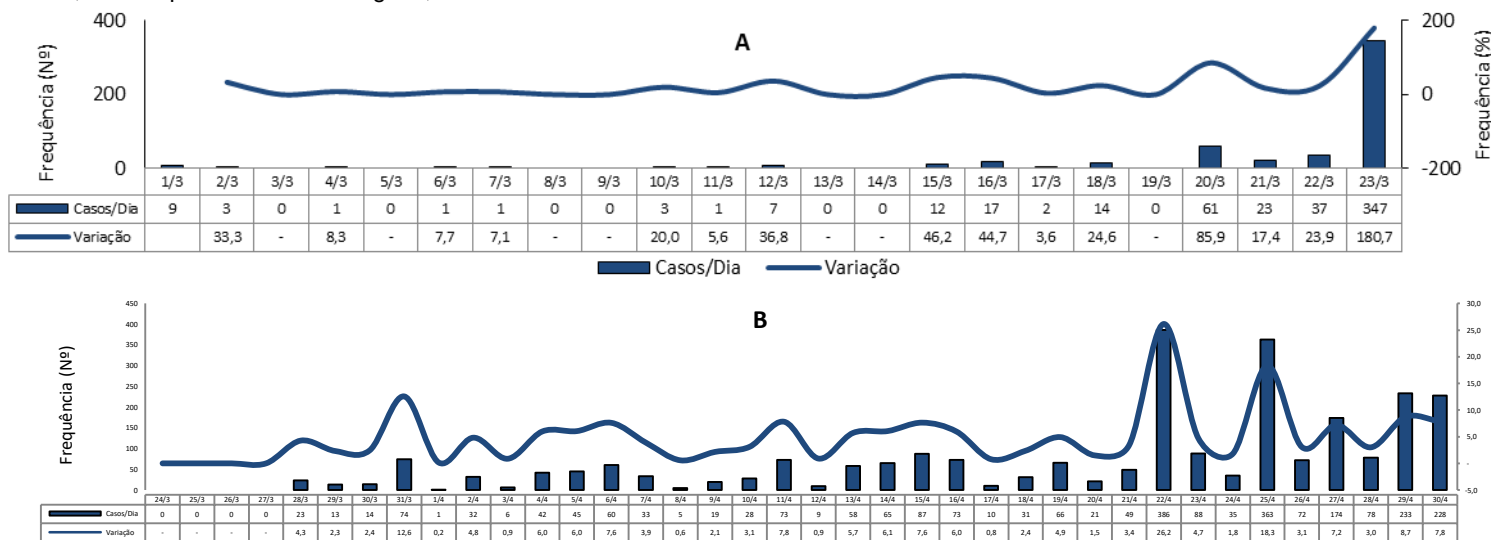 400
A
200
Frequência (Nº)
Frequência (%)
200
0
0
-200
1/3 2/3 3/3 4/3 5/3 6/3 7/3 8/3 9/3 10/3 11/3 12/3 13/3 14/3 15/3 16/3 17/3 18/3 19/3 20/3 21/3 22/3 23/3
Casos/Dia 9 3 0 1 0 1 1 0 0 3 1 7 0 0 12 17 2 14 0 61 23 37 347
Variação 33,3 - 8,3 - 7,7 7,1 - - 20,0 5,6 36,8 - - 46,2 44,7 3,6 24,6 - 85,9 17,4 23,9 180,7
Casos/Dia Variação
B
Frequência (Nº)
450
400
350
300
250
200
150
100
50
0
30,0
25,0
20,0
15,0
10,0
5,0
-
-5,0
24/3 25/3 26/3 27/3 28/3 29/3 30/3 31/3 1/4 2/4 3/4 4/4 5/4 6/4 7/4 8/4 9/4 10/4 11/4 12/4 13/4 14/4 15/4 16/4 17/4 18/4 19/4 20/4 21/4 22/4 23/4 24/4 25/4 26/4 27/4 28/4 29/4 30/4
Casos/Dia 0 0 0 0 23 13 14 74 1 32 6 42 45 60 33 5 19 28 73 9 58 65 87 73 10 31 66 21 49 386 88 35 363 72 174 78 233 228
Variação - - - - 4,3 2,3 2,4 12,6 0,2 4,8 0,9 6,0 6,0 7,6 3,9 0,6 2,1 3,1 7,8 0,9 5,7 6,1 7,6 6,0 0,8 2,4 4,9 1,5 3,4 26,2 4,7 1,8 18,3 3,1 7,2 3,0 8,7 7,8